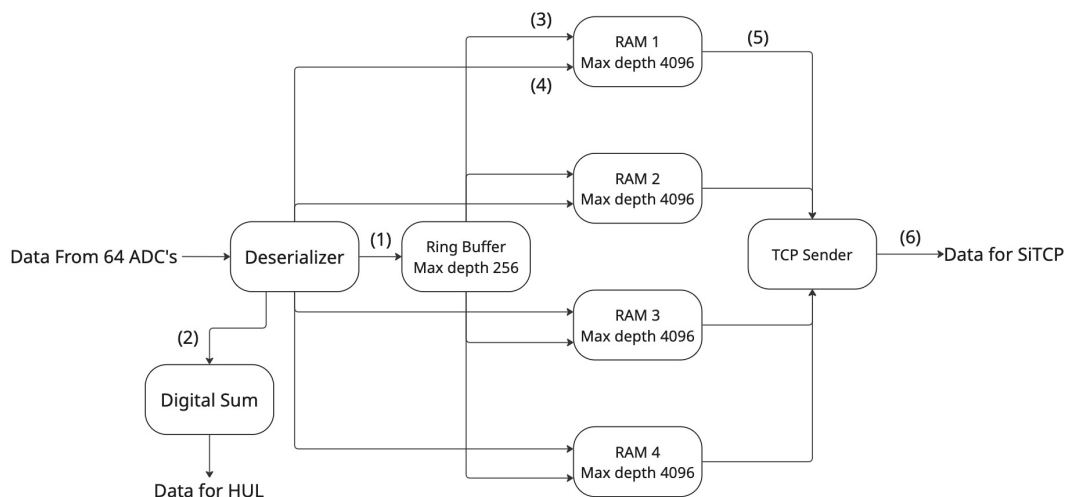 (3)
RAM 1
Max depth 4096
(5)
(4)
RAM 2
Max depth 4096
Data From 64 ADC's
Deserializer
(1)
Ring Buffer
Max depth 256
TCP Sender
(6)
Data for SiTCP
(2)
RAM 3
Max depth 4096
Digital Sum
RAM 4
Max depth 4096
Data for HUL